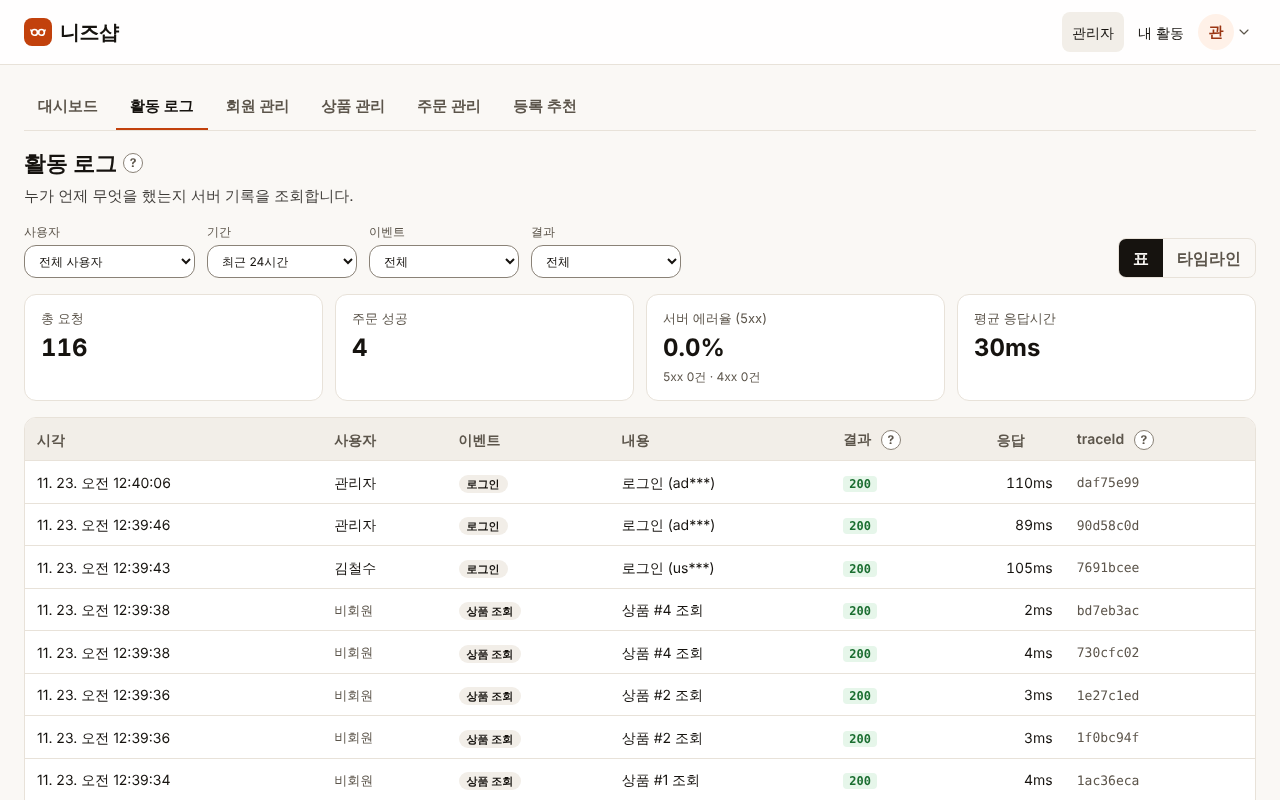 니즈샵
관리자 내 활동 관
대시보드 활동 로그 회원 관리 상품 관리 주문 관리 등록 추천
활동 로그 ?
누가 언제 무엇을 했는지 서버 기록을 조회합니다.
사용자 기간 이벤트 결과
전체 사용자 최근 24시간 전체 전체 표 타임라인
총 요청 주문 성공 서버 에러율 (5xx) 평균 응답시간
116 4 0.0% 30ms
5xx 0건 · 4xx 0건
시각 사용자 이벤트 내용 결과 ? 응답 traceId ?
11. 23. 오전 12:40:06 관리자 로그인 로그인 (ad***) 200 110ms daf75e99
11. 23. 오전 12:39:46 관리자 로그인 로그인 (ad***) 200 89ms 90d58c0d
11. 23. 오전 12:39:43 김철수 로그인 로그인 (us***) 200 105ms 7691bcee
11. 23. 오전 12:39:38 비회원 상품 조회 상품 #4 조회 200 2ms bd7eb3ac
11. 23. 오전 12:39:38 비회원 상품 조회 상품 #4 조회 200 4ms 730cfc02
11. 23. 오전 12:39:36 비회원 상품 조회 상품 #2 조회 200 3ms 1e27c1ed
11. 23. 오전 12:39:36 비회원 상품 조회 상품 #2 조회 200 3ms 1f0bc94f
11. 23. 오전 12:39:34 비회원 상품 조회 상품 #1 조회 200 4ms 1ac36eca